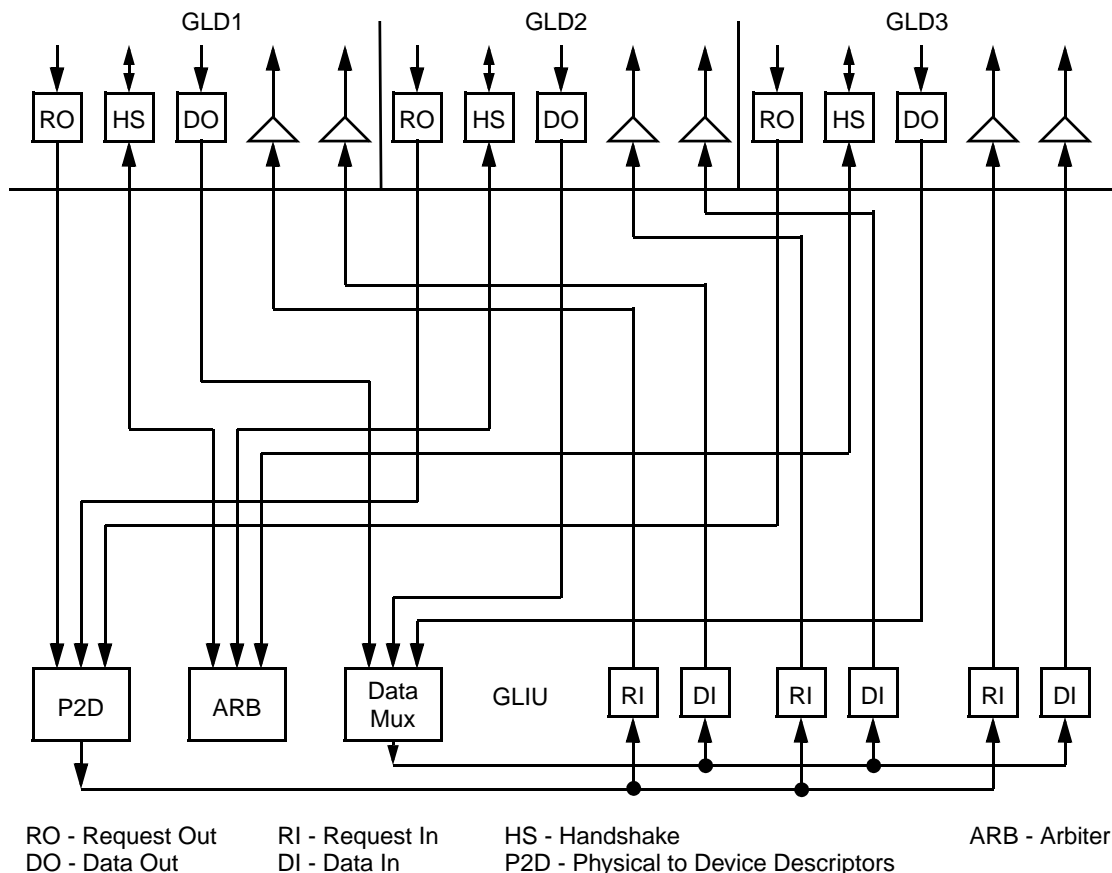 GLD1 GLD2 GLD3
RO HS DO RO HS DO RO HS DO
P2D ARB Data Mux GLIU RI DI RI DI RI DI
RO - Request Out RI - Request In HS - Handshake ARB - Arbiter
DO - Data Out DI - Data In P2D - Physical to Device Descriptors